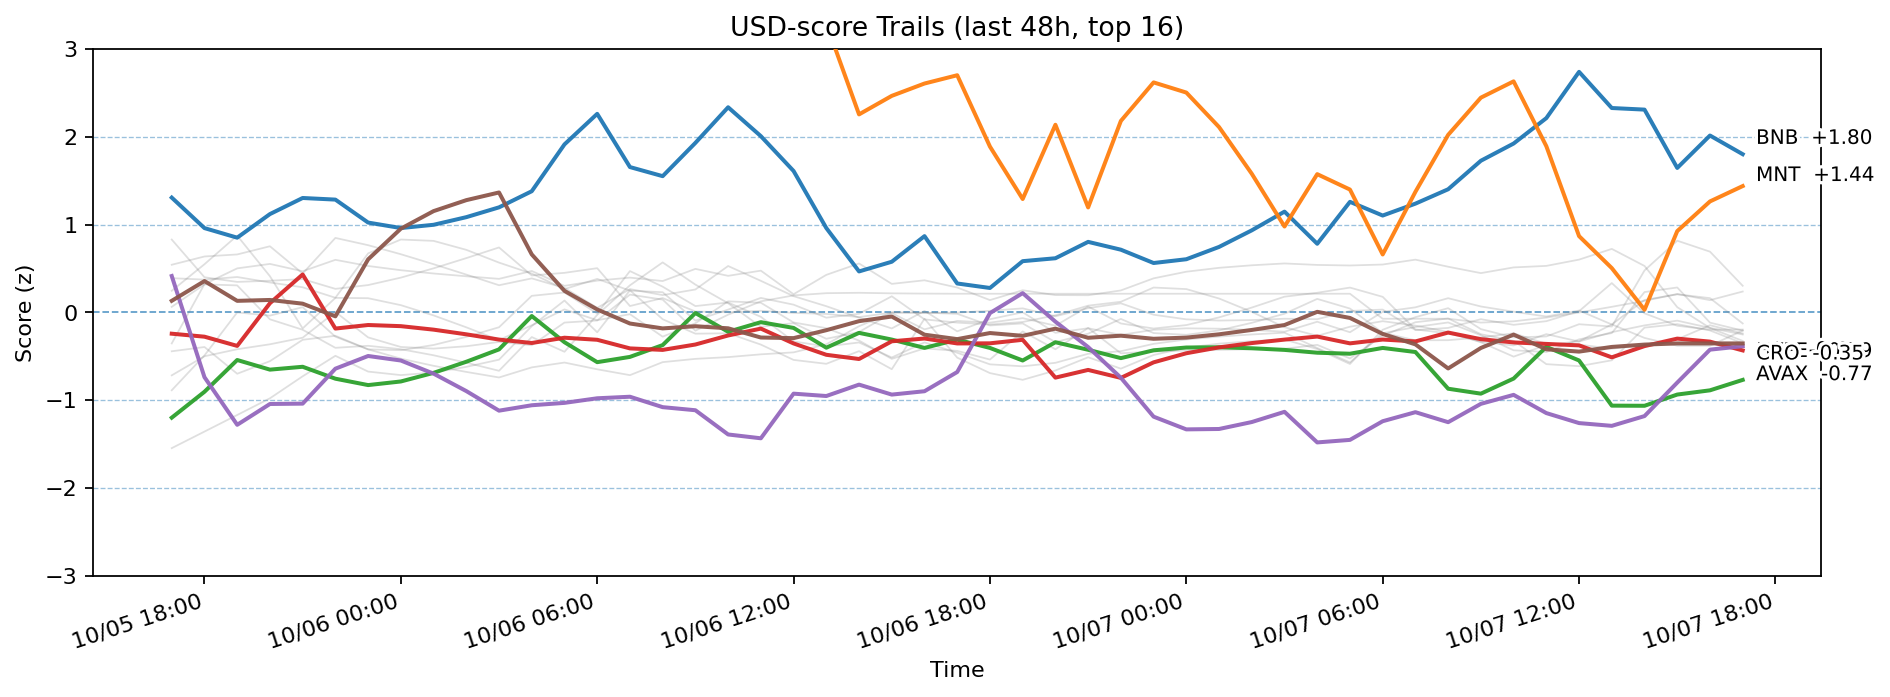 USD-score Trails (last 48h, top 16)
Score (z)
3
2
1
0
−1
−2
−3
BNB +1.80
MNT +1.44
CRO -0.35
AVAX -0.77
10/05 18:00
10/06 00:00
10/06 06:00
10/06 12:00
10/06 18:00
10/07 00:00
10/07 06:00
10/07 12:00
10/07 18:00
Time